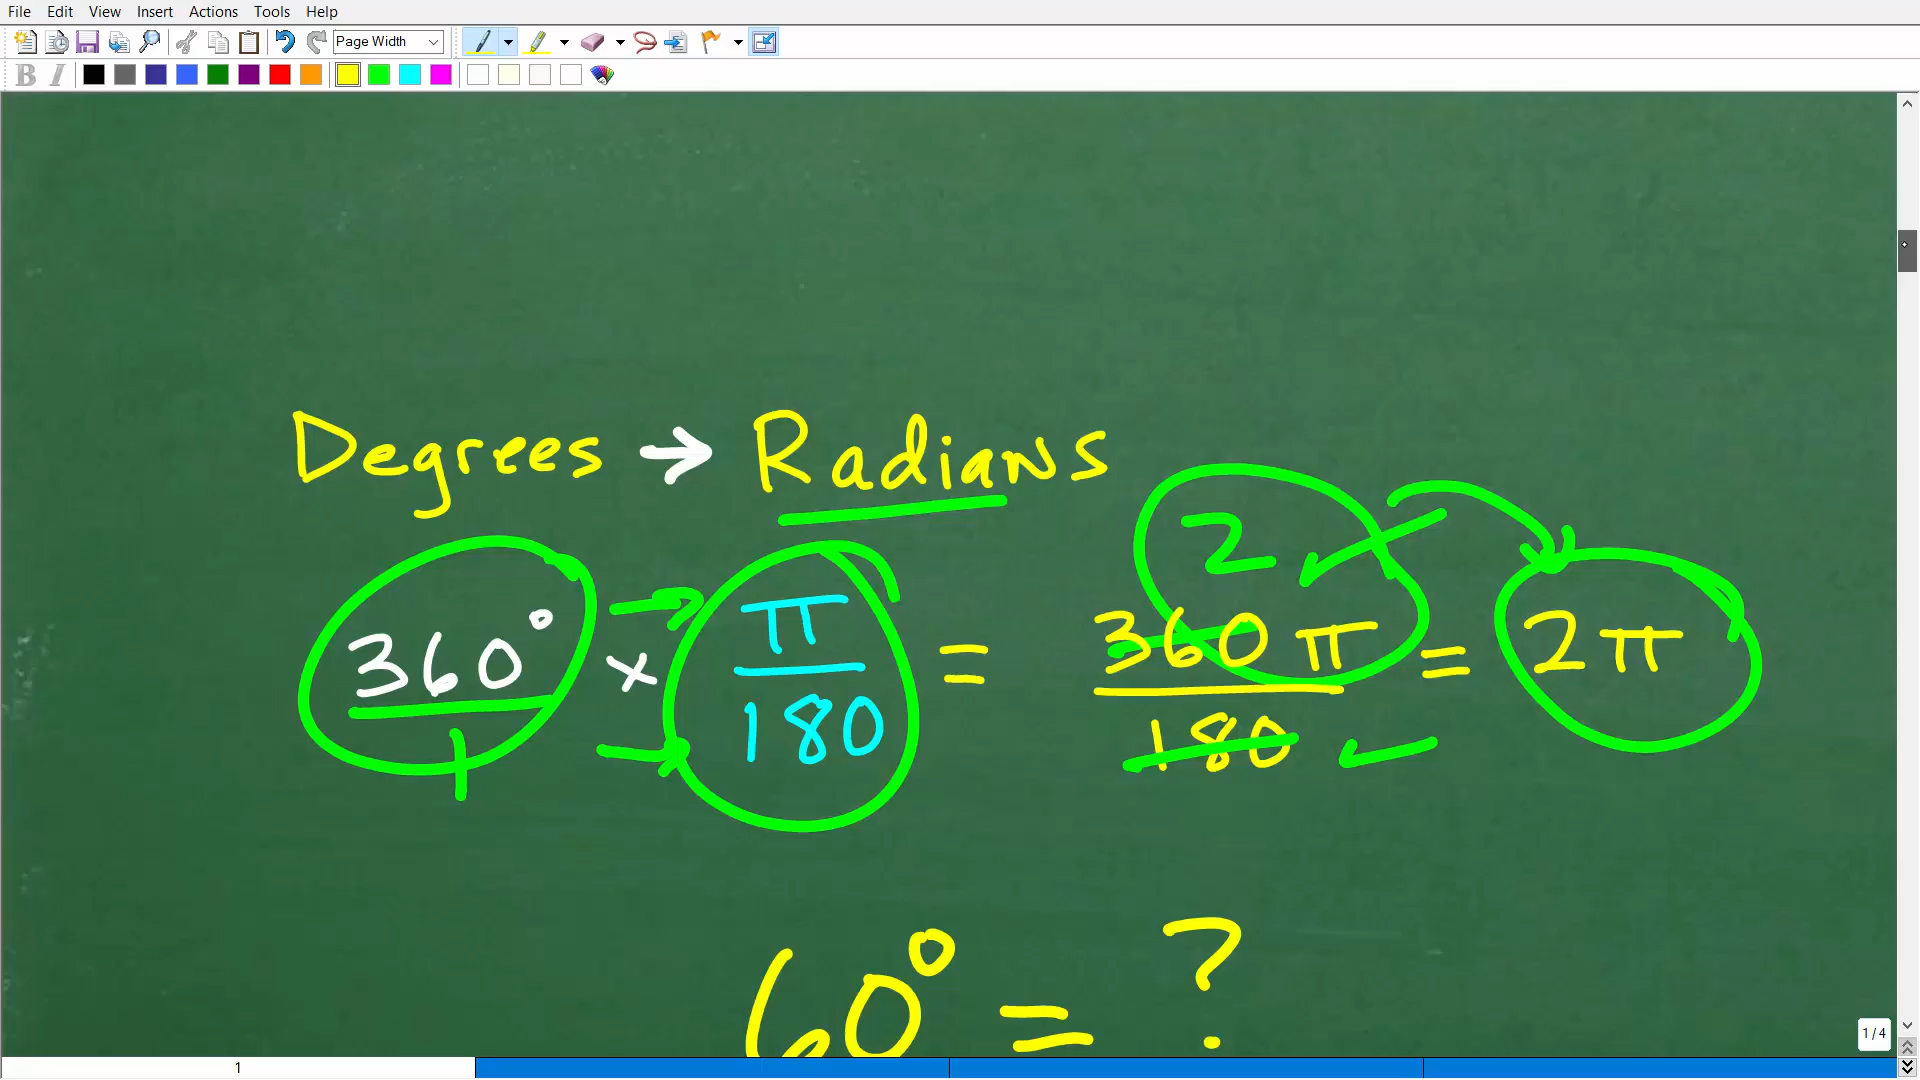 File Edit View Insert Actions Tools Help
Page Width
B I
Degrees → Radians
2
360° × π/180 = 360π/180 = 2π
1
60° = ?
1 / 4
1